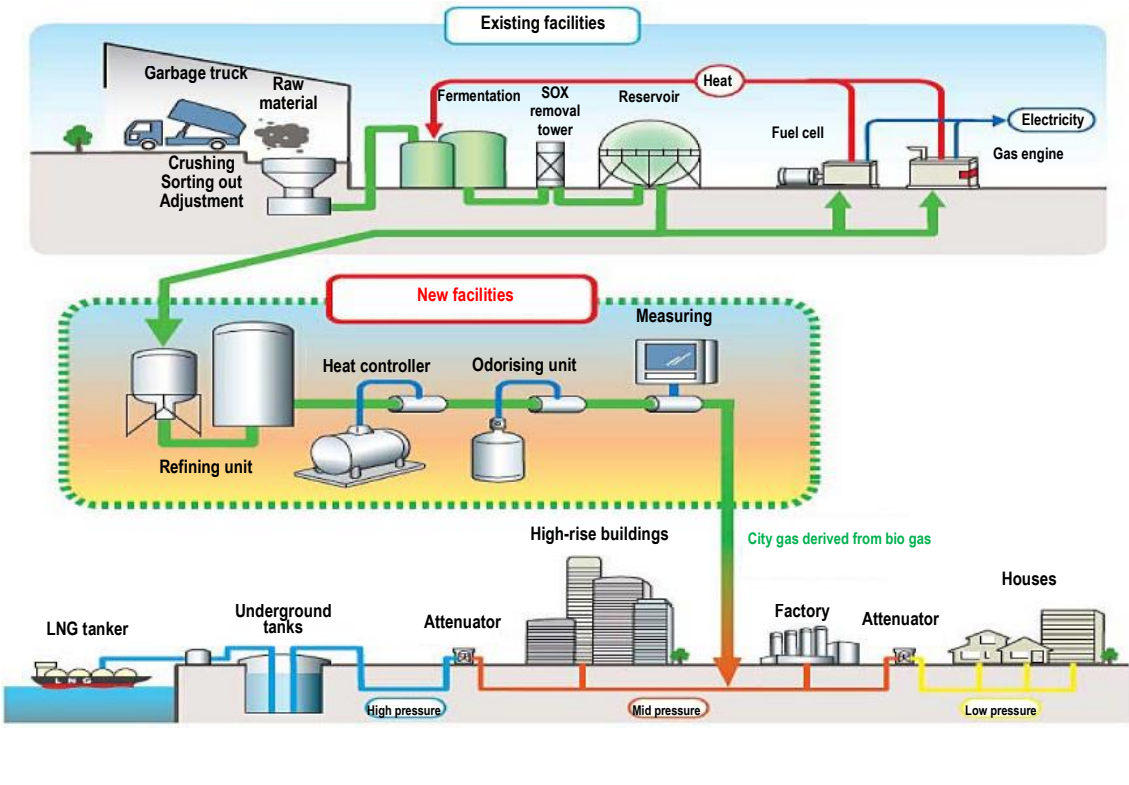 Existing facilities
Garbage truck
Raw
material
Fermentation
SOX
removal
tower
Reservoir
Heat
Fuel cell
Electricity
Gas engine
Crushing
Sorting out
Adjustment
New facilities
Measuring
Heat controller
Odorising unit
Refining unit
City gas derived from bio gas
High-rise buildings
Houses
Underground
tanks
Attenuator
Factory
Attenuator
LNG tanker
LNG
High pressure
Mid pressure
Low pressure